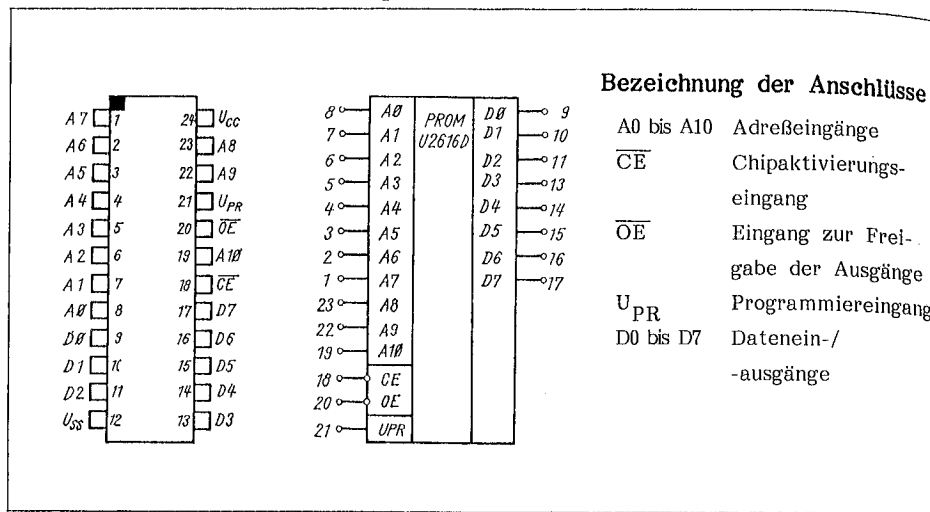 A7 1 24 UCC
A6 2 23 A8
A5 3 22 A9
A4 4 21 UPR
A3 5 20 OE
A2 6 19 A10
A1 7 18 CE
A0 8 17 D7
D0 9 16 D6
D1 10 15 D5
D2 11 14 D4
USS 12 13 D3
8 A0 PROM D0 9
7 A1 U2616D D1 10
6 A2 D2 11
5 A3 D3 13
4 A4 D4 14
3 A5 D5 15
2 A6 D6 16
1 A7 D7 17
23 A8
22 A9
19 A10
18 CE
20 OE
21 UPR
Bezeichnung der Anschlüsse
A0 bis A10 Adreßeingänge
CE Chipaktivierungs-
eingang
OE Eingang zur Frei-
gabe der Ausgänge
UPR Programmiereingang
D0 bis D7 Datenein-/
-ausgänge